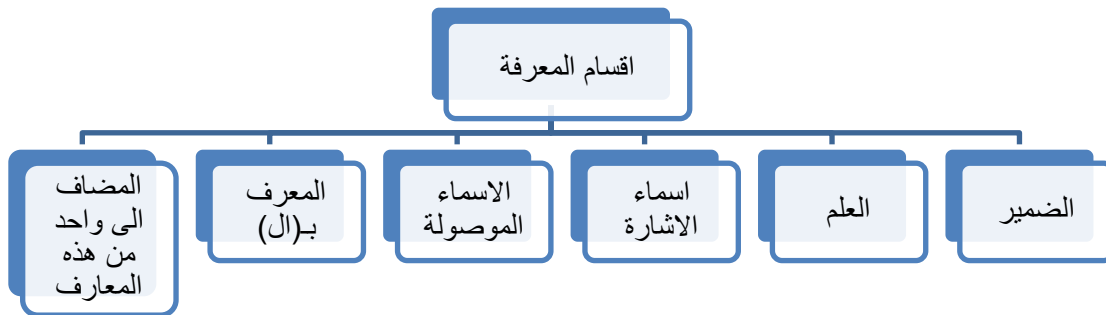 اقسام المعرفة
الضمير
العلم
اسماء
الاشارة
الاسماء
الموصولة
المعرف
بـ(ال)
المضاف
الى واحد
من هذه
المعارف